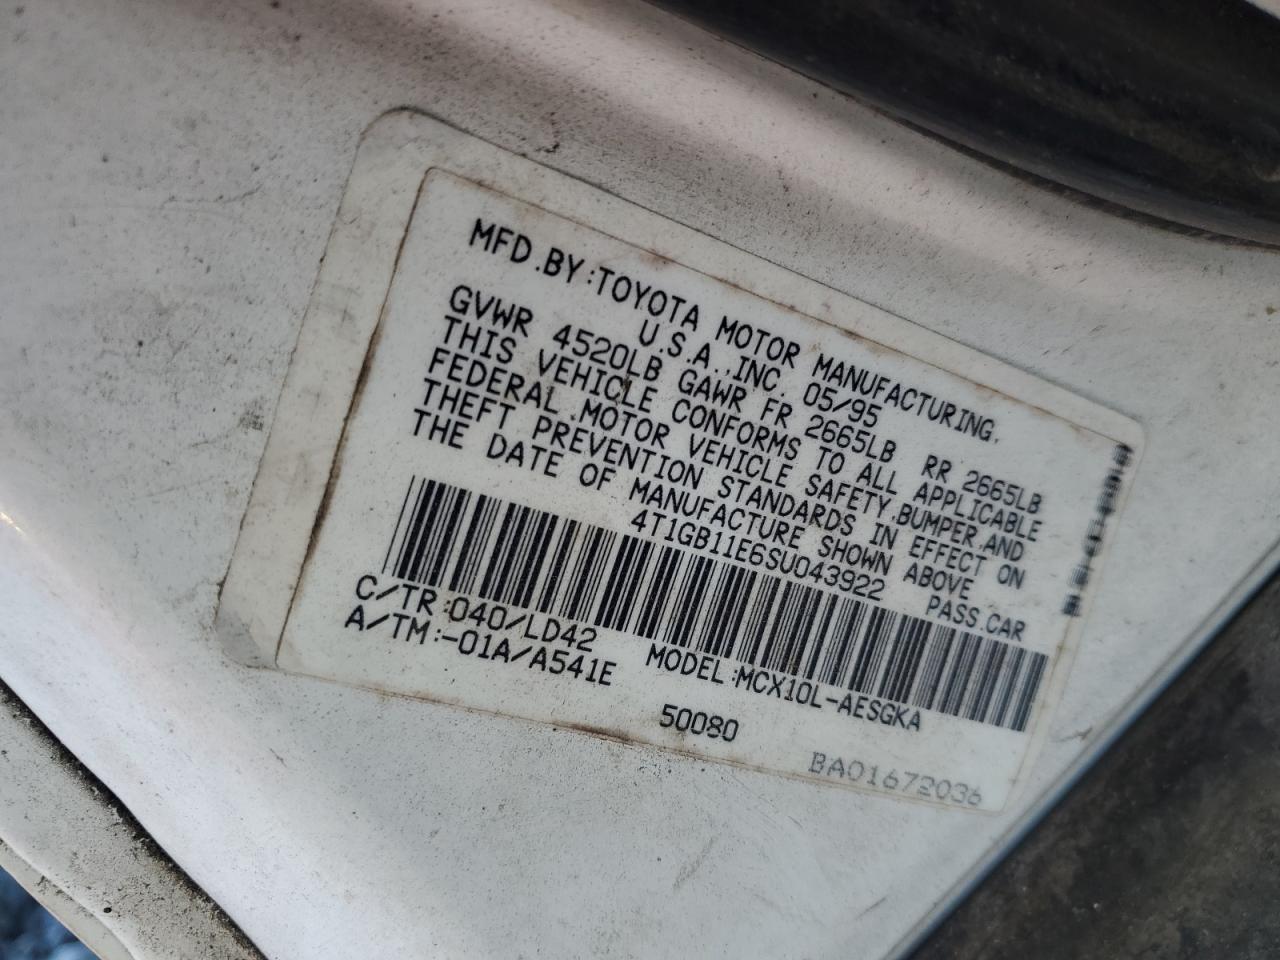 MFD.BY:TOYOTA MOTOR MANUFACTURING,
U.S.A.,INC. 05/95
GVWR 4520LB GAWR FR 2665LB RR 2665LB
THIS VEHICLE CONFORMS TO ALL APPLICABLE
FEDERAL MOTOR VEHICLE SAFETY,BUMPER,AND
THEFT PREVENTION STANDARDS IN EFFECT ON
THE DATE OF MANUFACTURE SHOWN ABOVE
4T1GB11E6SU043922 PASS.CAR
C/TR:040/LD42 MODEL:MCX10L-AESGKA
A/TM:-01A/A541E
50080
BA01672036